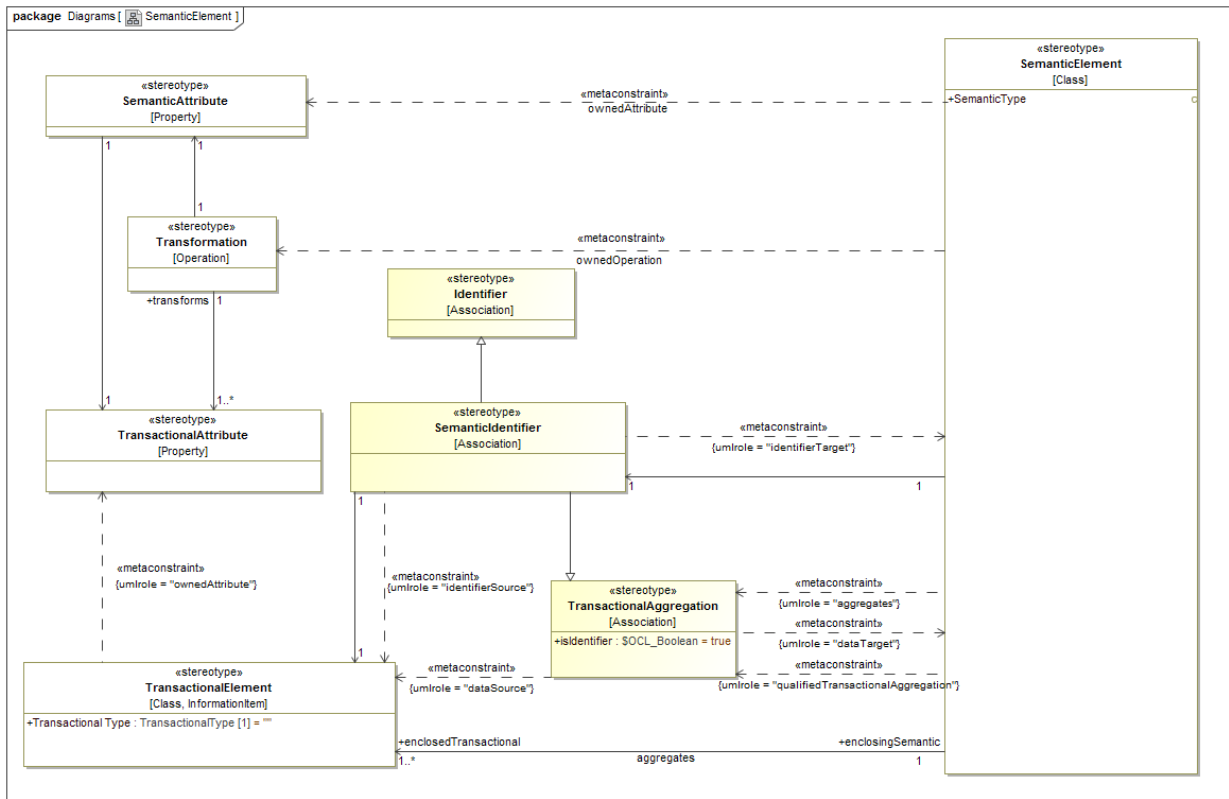 package Diagrams [ SemanticElement ]
«stereotype»
SemanticElement
[Class]
+SemanticType
c
«stereotype»
SemanticAttribute
[Property]
«metaconstraint»
ownedAttribute
1
1
1
«stereotype»
Transformation
[Operation]
«metaconstraint»
ownedOperation
+transforms 1
«stereotype»
Identifier
[Association]
1
1..*
«stereotype»
TransactionalAttribute
[Property]
«stereotype»
SemanticIdentifier
[Association]
«metaconstraint»
{umlrole = "identifierTarget"}
1
1
1
«metaconstraint»
{umlrole = "ownedAttribute"}
«metaconstraint»
{umlrole = "identifierSource"}
«stereotype»
TransactionalAggregation
[Association]
+isIdentifier : $OCL_Boolean = true
«metaconstraint»
{umlrole = "aggregates"}
«metaconstraint»
{umlrole = "dataTarget"}
«metaconstraint»
{umlrole = "qualifiedTransactionalAggregation"}
1
«metaconstraint»
{umlrole = "dataSource"}
«stereotype»
TransactionalElement
[Class, InformationItem]
+Transactional Type : TransactionalType [1] = ""
+enclosedTransactional
+enclosingSemantic
1..*
aggregates
1